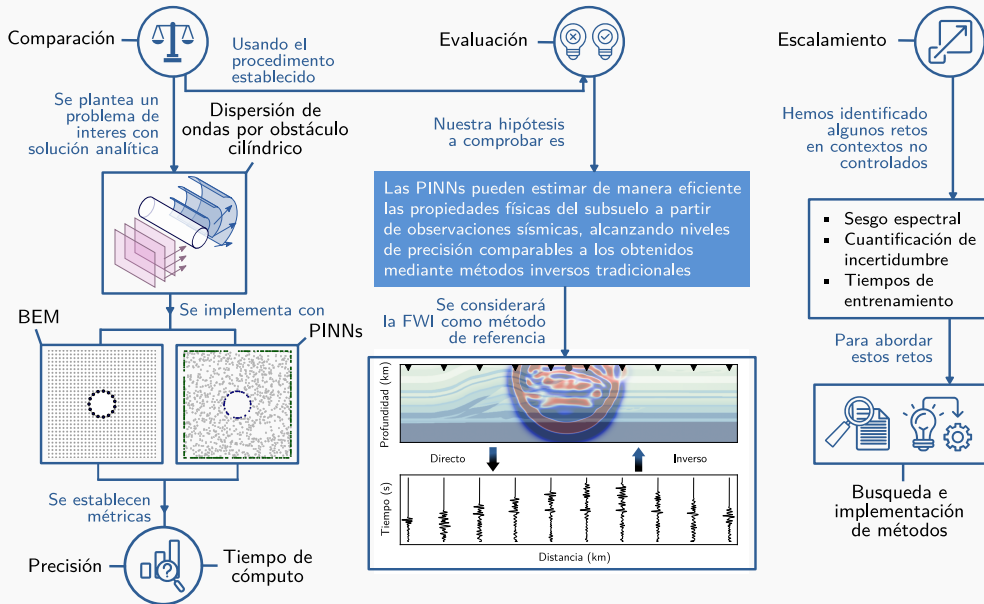 Comparación
Usando el
procedimiento
establecido
Se plantea un
problema de
interes con
solución analítica
Dispersión de
ondas por obstáculo
cilíndrico
Se implementa con
BEM
PINNs
Se establecen
métricas
Precisión
?
Tiempo de
cómputo
Evaluación
Nuestra hipótesis
a comprobar es
Las PINNs pueden estimar de manera eficiente
las propiedades físicas del subsuelo a partir
de observaciones sísmicas, alcanzando niveles
de precisión comparables a los obtenidos
mediante métodos inversos tradicionales
Se considerará
la FWI como método
de referencia
Profundidad (km)
Directo
Inverso
Tiempo (s)
Distancia (km)
Escalamiento
Hemos identificado
algunos retos
en contextos no
controlados
▪ Sesgo espectral
▪ Cuantificación de
incertidumbre
▪ Tiempos de
entrenamiento
Para abordar
estos retos
Busqueda e
implementación
de métodos